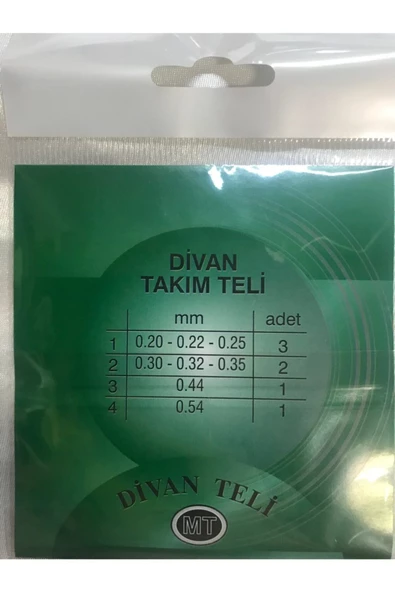 DİVAN
TAKIM TELİ
mm adet
1 0.20 - 0.22 - 0.25 3
2 0.30 - 0.32 - 0.35 2
3 0.44 1
4 0.54 1
DİVAN TELİ
MT